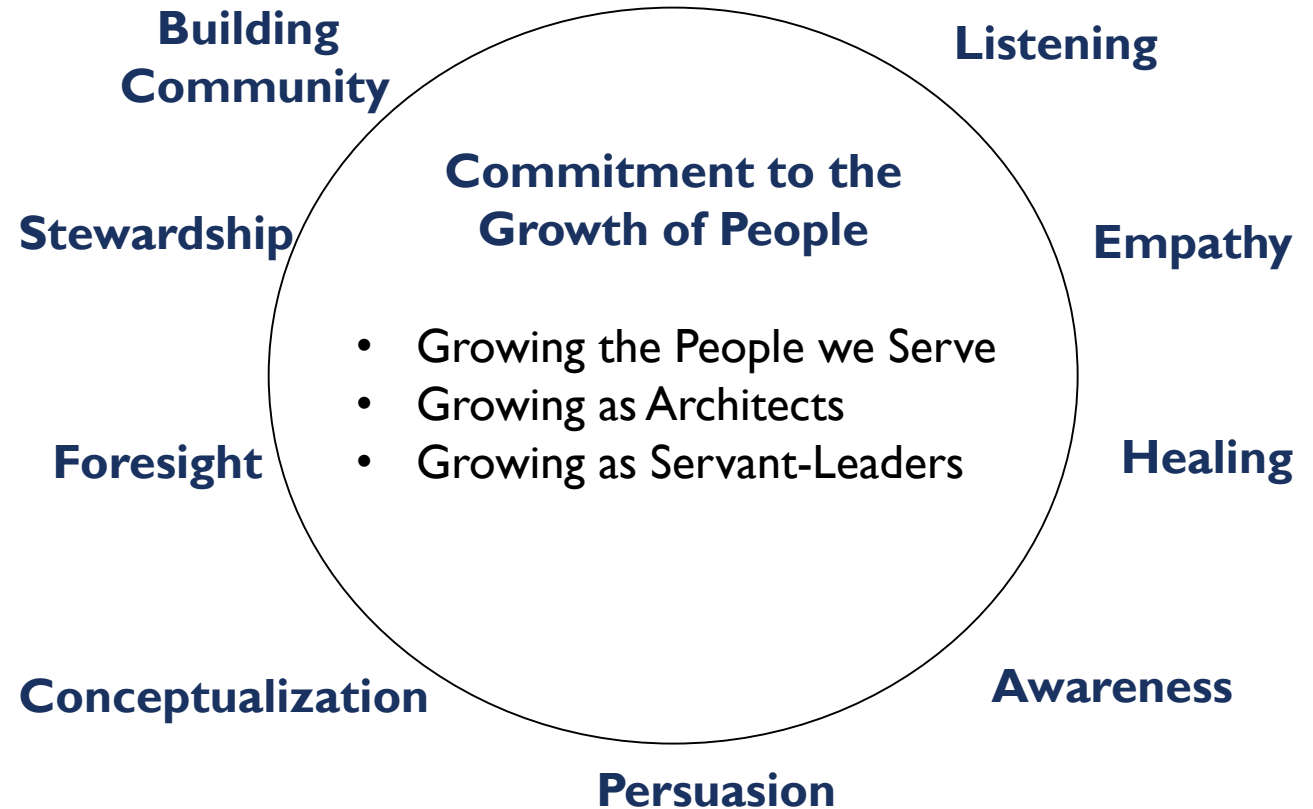 Building
Community
Listening
Commitment to the
Growth of People
Stewardship
Empathy
• Growing the People we Serve
• Growing as Architects
• Growing as Servant-Leaders
Foresight
Healing
Conceptualization
Awareness
Persuasion